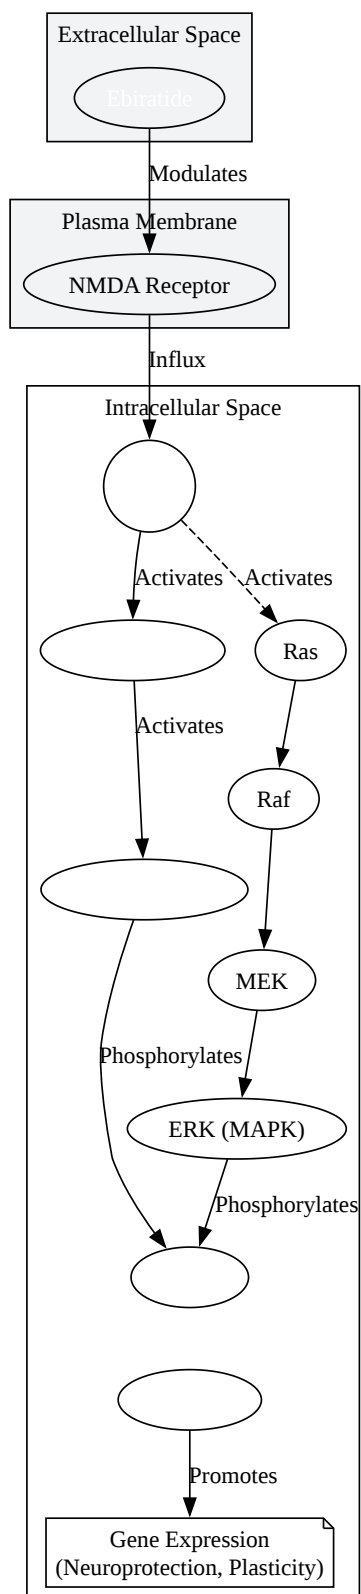 Extracellular Space
Ebiratide
Modulates
Plasma Membrane
NMDA Receptor
Influx
Intracellular Space
Activates
Activates
Ras
Activates
Raf
MEK
Phosphorylates
ERK (MAPK)
Phosphorylates
Promotes
Gene Expression
(Neuroprotection, Plasticity)